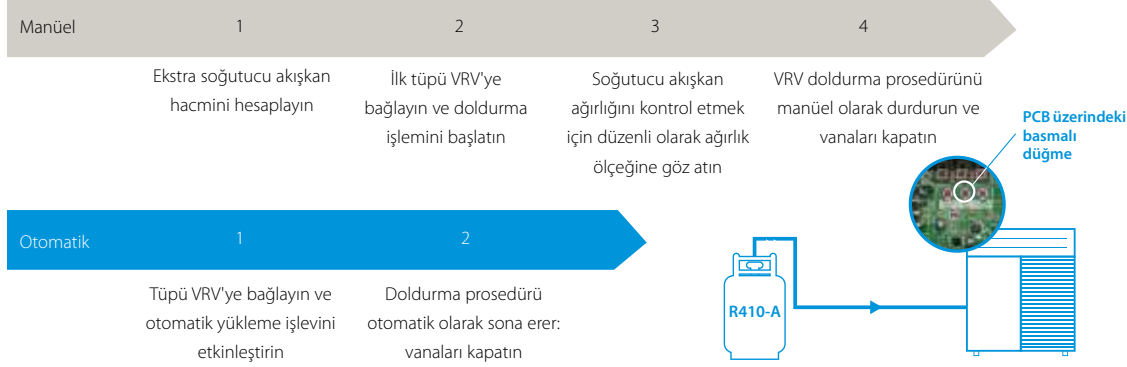 Manüel 1 2 3 4
Ekstra soğutucu akışkan
hacmini hesaplayın
İlk tüpü VRV'ye
bağlayın ve doldurma
işlemini başlatın
Soğutucu akışkan
ağırlığını kontrol etmek
için düzenli olarak ağırlık
ölçeğine göz atın
VRV doldurma prosedürünü
manüel olarak durdurun ve
vanaları kapatın
PCB üzerindeki
basmalı
düğme
Otomatik 1 2
Tüpü VRV'ye bağlayın ve
otomatik yükleme işlevini
etkinleştirin
Doldurma prosedürü
otomatik olarak sona erer:
vanaları kapatın
R410-A